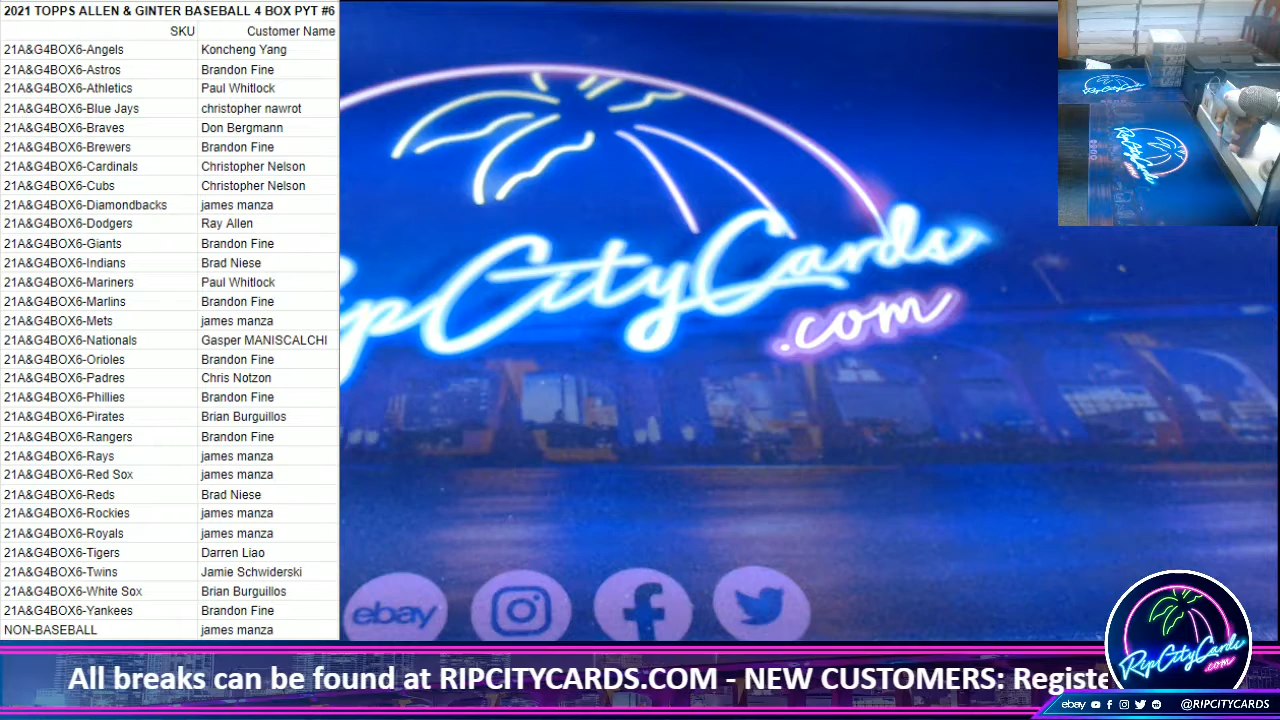 2021 TOPPS ALLEN & GINTER BASEBALL 4 BOX PYT #6
SKU Customer Name
21A&G4BOX6-Angels Koncheng Yang
21A&G4BOX6-Astros Brandon Fine
21A&G4BOX6-Athletics Paul Whitlock
21A&G4BOX6-Blue Jays christopher nawrot
21A&G4BOX6-Braves Don Bergmann
21A&G4BOX6-Brewers Brandon Fine
21A&G4BOX6-Cardinals Christopher Nelson
21A&G4BOX6-Cubs Christopher Nelson
21A&G4BOX6-Diamondbacks james manza
21A&G4BOX6-Dodgers Ray Allen
21A&G4BOX6-Giants Brandon Fine
21A&G4BOX6-Indians Brad Niese
21A&G4BOX6-Mariners Paul Whitlock
21A&G4BOX6-Marlins Brandon Fine
21A&G4BOX6-Mets james manza
21A&G4BOX6-Nationals Gasper MANISCALCHI
21A&G4BOX6-Orioles Brandon Fine
21A&G4BOX6-Padres Chris Notzon
21A&G4BOX6-Phillies Brandon Fine
21A&G4BOX6-Pirates Brian Burguillos
21A&G4BOX6-Rangers Brandon Fine
21A&G4BOX6-Rays james manza
21A&G4BOX6-Red Sox james manza
21A&G4BOX6-Reds Brad Niese
21A&G4BOX6-Rockies james manza
21A&G4BOX6-Royals james manza
21A&G4BOX6-Tigers Darren Liao
21A&G4BOX6-Twins Jamie Schwiderski
21A&G4BOX6-White Sox Brian Burguillos
21A&G4BOX6-Yankees Brandon Fine
NON-BASEBALL james manza
ipCityCards
.com
ebay
RipCityCards
RipCityCards
All breaks can be found at RIPCITYCARDS.COM - NEW CUSTOMERS: Registe
RipCityCards
.com
ebay @RIPCITYCARDS